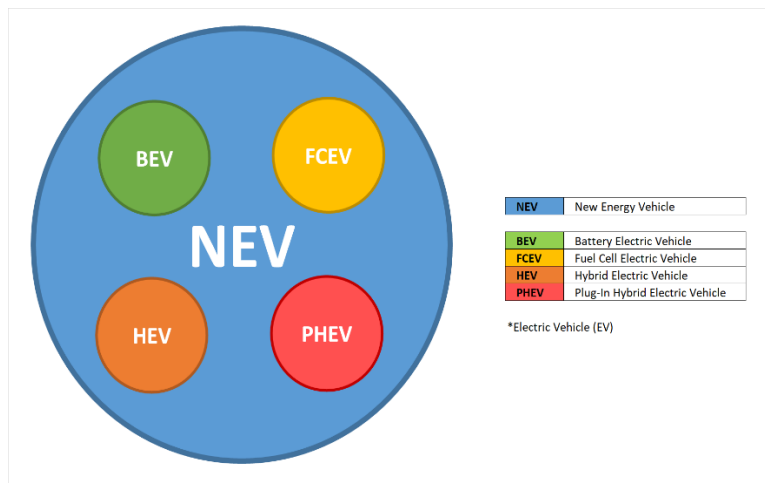 BEV
FCEV
NEV
HEV
PHEV
NEV New Energy Vehicle
BEV Battery Electric Vehicle
FCEV Fuel Cell Electric Vehicle
HEV Hybrid Electric Vehicle
PHEV Plug-In Hybrid Electric Vehicle
*Electric Vehicle (EV)